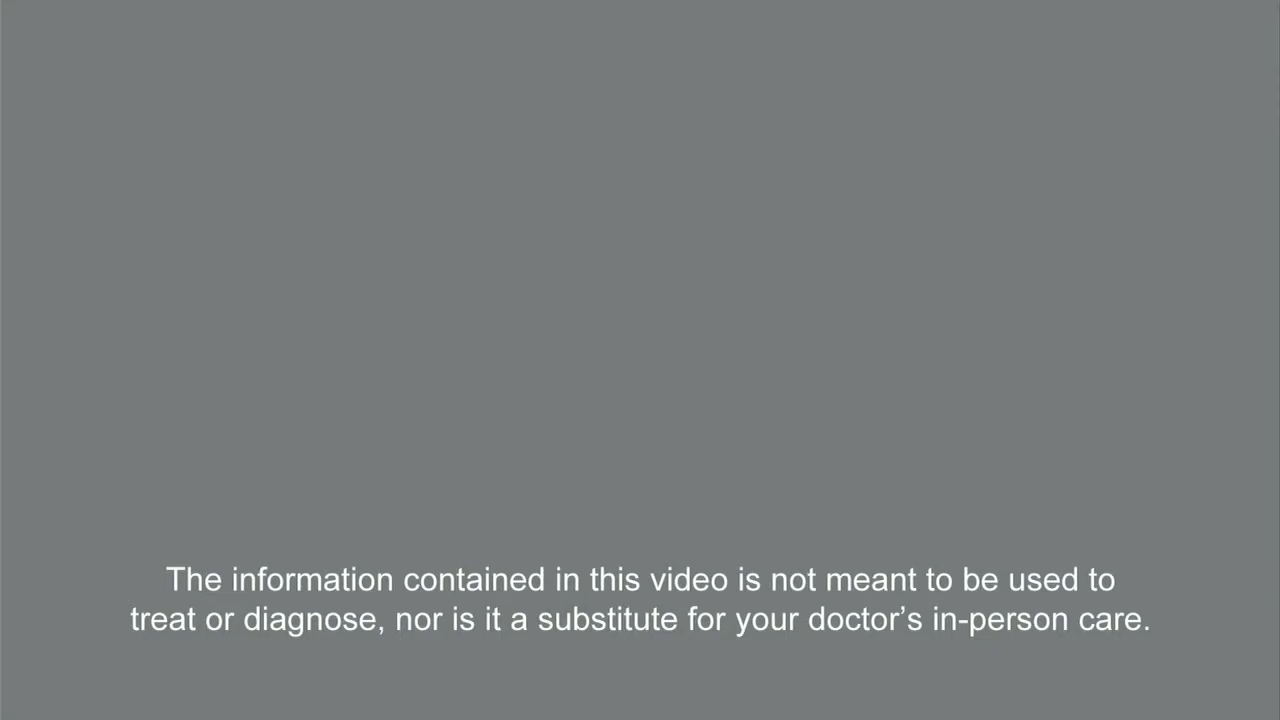 The information contained in this video is not meant to be used to
treat or diagnose, nor is it a substitute for your doctor’s in-person care.